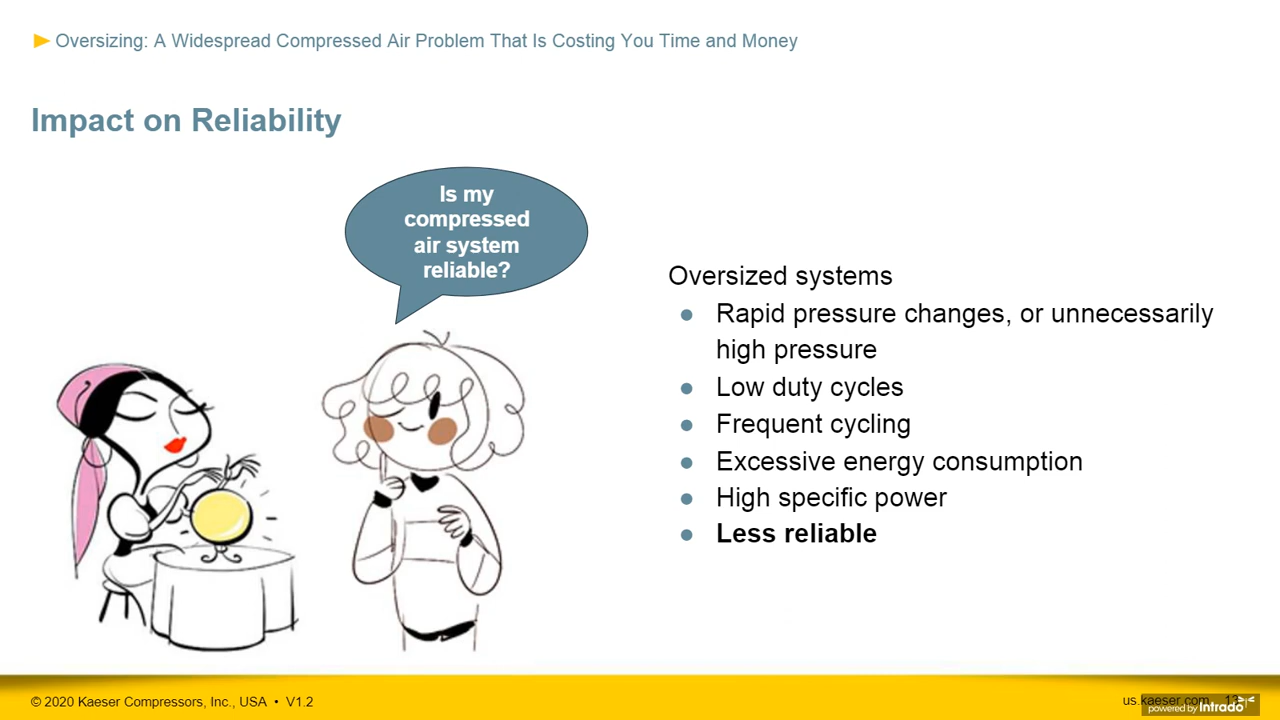 Oversizing: A Widespread Compressed Air Problem That Is Costing You Time and Money
Impact on Reliability
Is my
compressed
air system
reliable?
Oversized systems
● Rapid pressure changes, or unnecessarily
high pressure
● Low duty cycles
● Frequent cycling
● Excessive energy consumption
● High specific power
● Less reliable
© 2020 Kaeser Compressors, Inc., USA • V1.2
us.kaeser.com
powered by Intrado